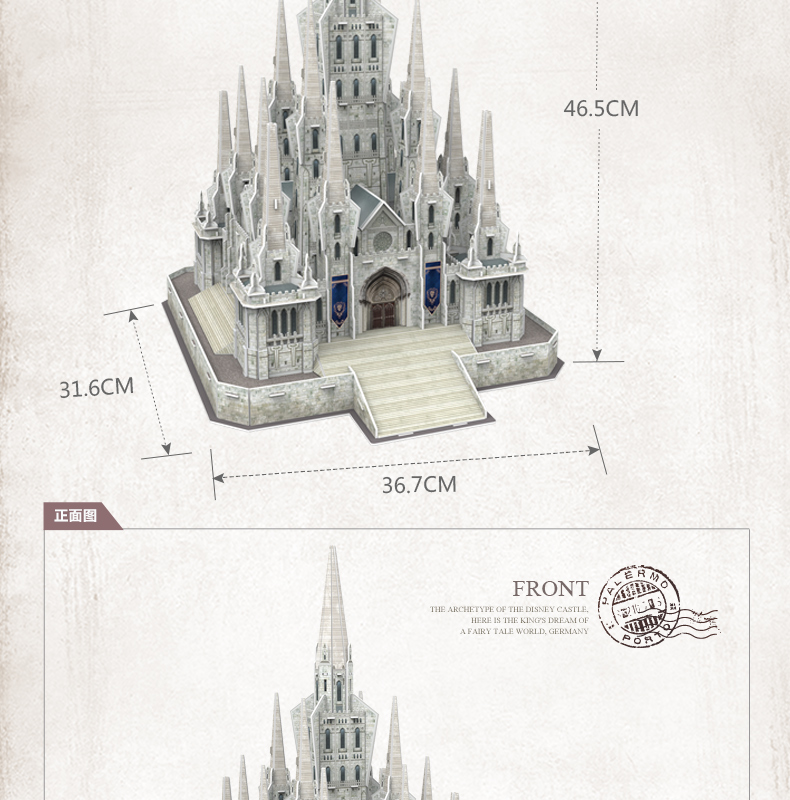 46.5CM
31.6CM
36.7CM
正面图
FRONT
THE ARCHETYPE OF THE DISNEY CASTLE,
HERE IS THE KING'S DREAM OF
A FAIRY TALE WORLD, GERMANY
PALERMO
PORTO